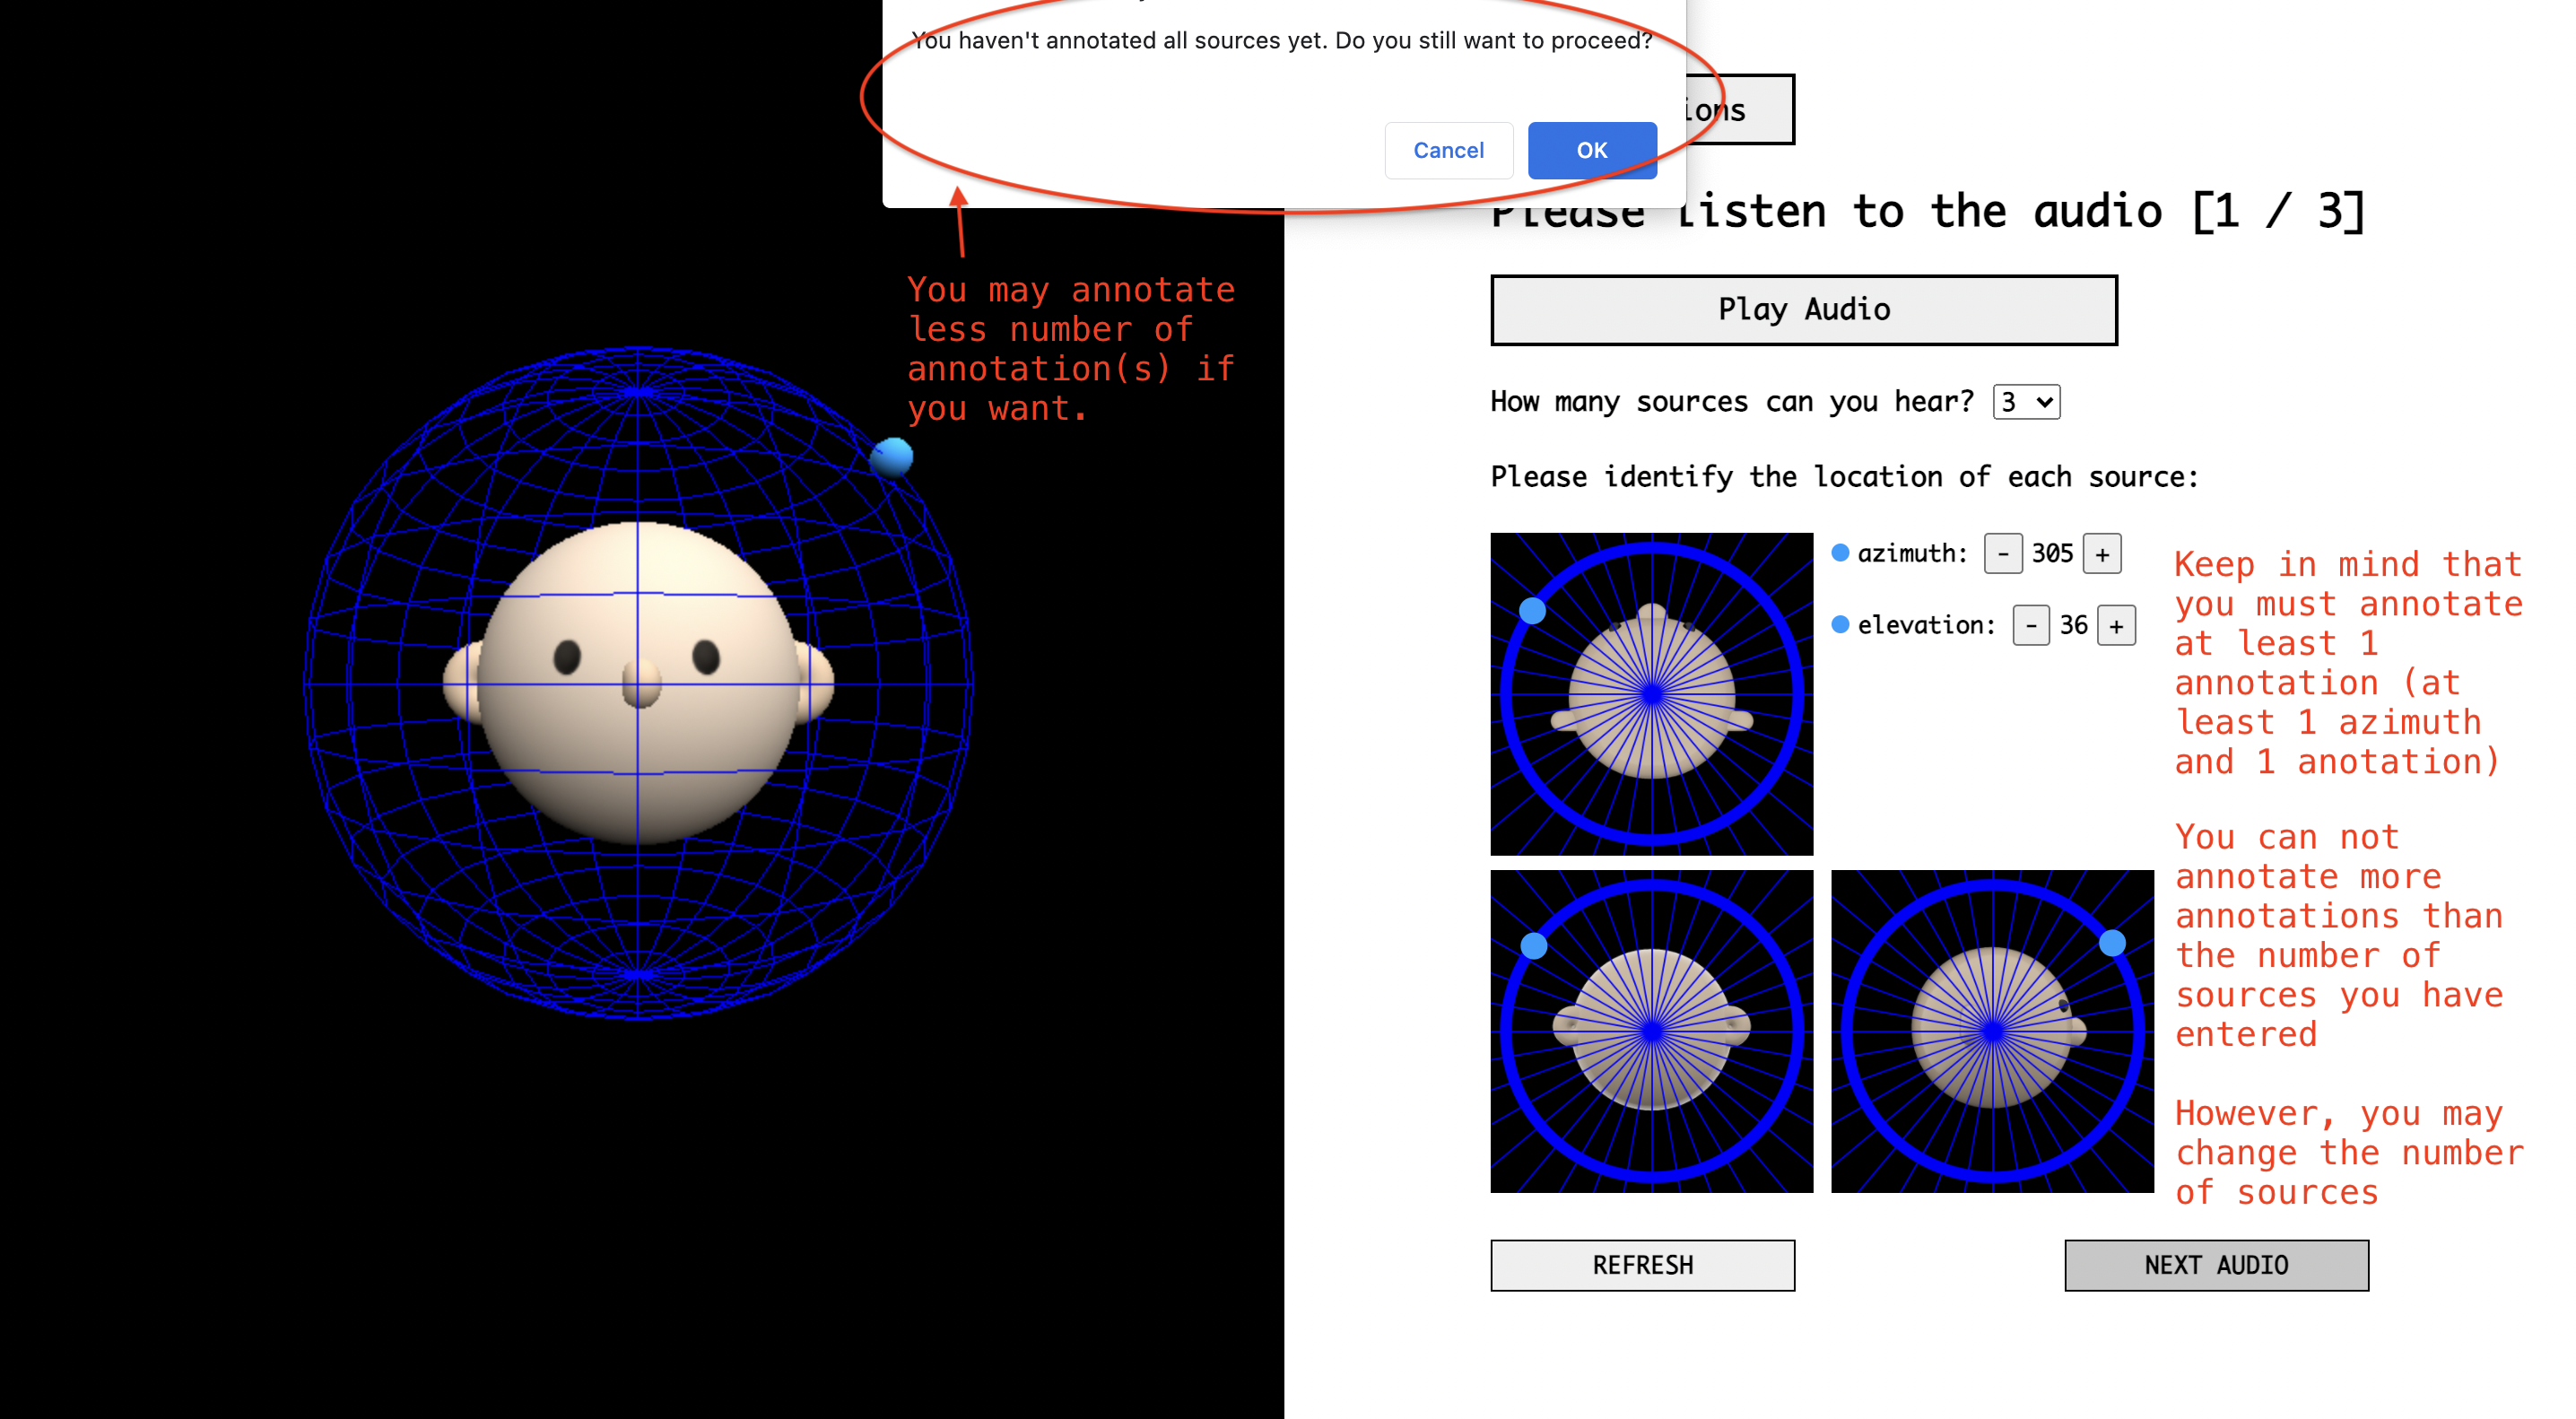 You haven't annotated all sources yet. Do you still want to proceed?
Cancel
OK
Please listen to the audio [1 / 3]
Play Audio
How many sources can you hear? 3
Please identify the location of each source:
azimuth: - 305 +
elevation: - 36 +
You may annotate
less number of
annotation(s) if
you want.
Keep in mind that
you must annotate
at least 1
annotation (at
least 1 azimuth
and 1 anotation)
You can not
annotate more
annotations than
the number of
sources you have
entered
However, you may
change the number
of sources
REFRESH
NEXT AUDIO